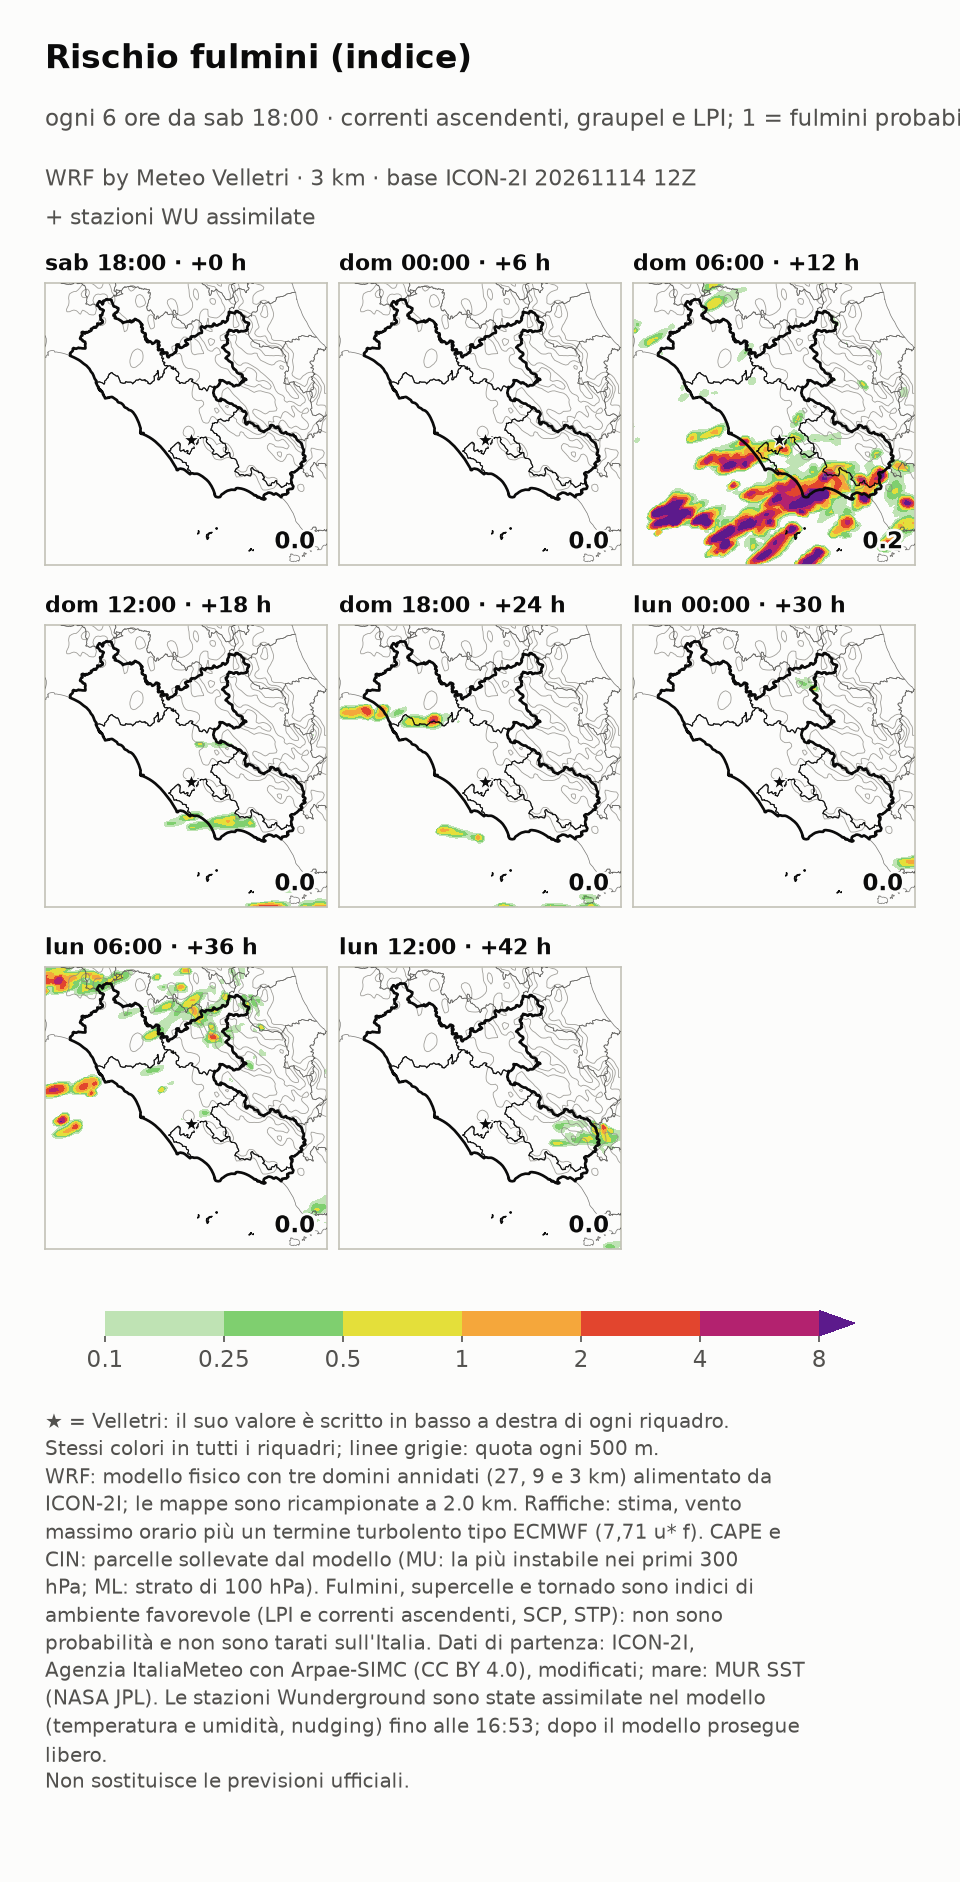 Rischio fulmini (indice)
ogni 6 ore da sab 18:00 · correnti ascendenti, graupel e LPI; 1 = fulmini probabi
WRF by Meteo Velletri · 3 km · base ICON-2I 20261114 12Z
+ stazioni WU assimilate
sab 18:00 · +0 h
dom 00:00 · +6 h
dom 06:00 · +12 h
0.0
0.0
0.2
dom 12:00 · +18 h
dom 18:00 · +24 h
lun 00:00 · +30 h
0.0
0.0
0.0
lun 06:00 · +36 h
lun 12:00 · +42 h
0.0
0.0
0.1 0.25 0.5 1 2 4 8
★ = Velletri: il suo valore è scritto in basso a destra di ogni riquadro.
Stessi colori in tutti i riquadri; linee grigie: quota ogni 500 m.
WRF: modello fisico con tre domini annidati (27, 9 e 3 km) alimentato da
ICON-2I; le mappe sono ricampionate a 2.0 km. Raffiche: stima, vento
massimo orario più un termine turbolento tipo ECMWF (7,71 u* f). CAPE e
CIN: parcelle sollevate dal modello (MU: la più instabile nei primi 300
hPa; ML: strato di 100 hPa). Fulmini, supercelle e tornado sono indici di
ambiente favorevole (LPI e correnti ascendenti, SCP, STP): non sono
probabilità e non sono tarati sull'Italia. Dati di partenza: ICON-2I,
Agenzia ItaliaMeteo con Arpae-SIMC (CC BY 4.0), modificati; mare: MUR SST
(NASA JPL). Le stazioni Wunderground sono state assimilate nel modello
(temperatura e umidità, nudging) fino alle 16:53; dopo il modello prosegue
libero.
Non sostituisce le previsioni ufficiali.